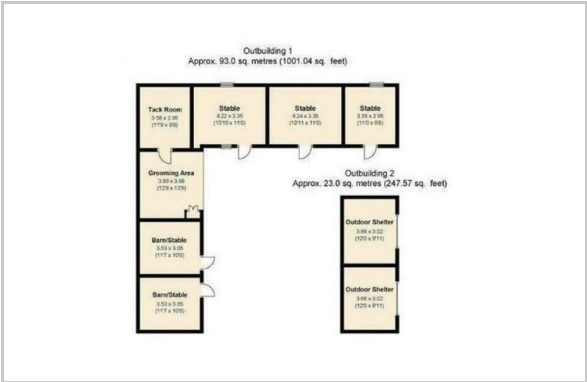 Outbuilding 1
Approx. 93.0 sq. metres (1001.04 sq. feet)
Tack Room
3.58 x 2.95
(11'9 x 9'8)
Stable
4.22 x 3.35
(13'10 x 11'0)
Stable
4.24 x 3.35
(13'11 x 11'0)
Stable
3.35 x 2.95
(11'0 x 9'8)
Grooming Area
3.89 x 3.88
(12'9 x 12'9)
Barn/Stable
3.53 x 3.05
(11'7 x 10'0)
Barn/Stable
3.53 x 3.05
(11'7 x 10'0)
Outbuilding 2
Approx. 23.0 sq. metres (247.57 sq. feet)
Outdoor Shelter
3.66 x 3.02
(12'0 x 9'11)
Outdoor Shelter
3.66 x 3.02
(12'0 x 9'11)